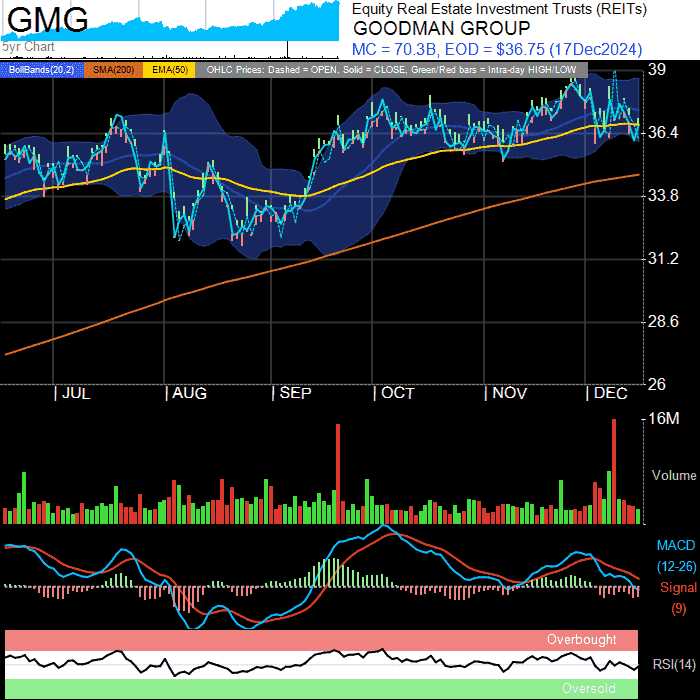 GMG
5yr Chart
Equity Real Estate Investment Trusts (REITs)
GOODMAN GROUP
MC = 70.3B, EOD = $36.75 (17Dec2024)
BollBands(20,2) SMA(200) EMA(50) OHLC Prices: Dashed = OPEN, Solid = CLOSE, Green/Red bars = Intra-day HIGH/LOW
39
36.4
33.8
31.2
28.6
26
JUL AUG SEP OCT NOV DEC
16M
Volume
MACD
(12-26)
Signal
(9)
Overbought
RSI(14)
Oversold